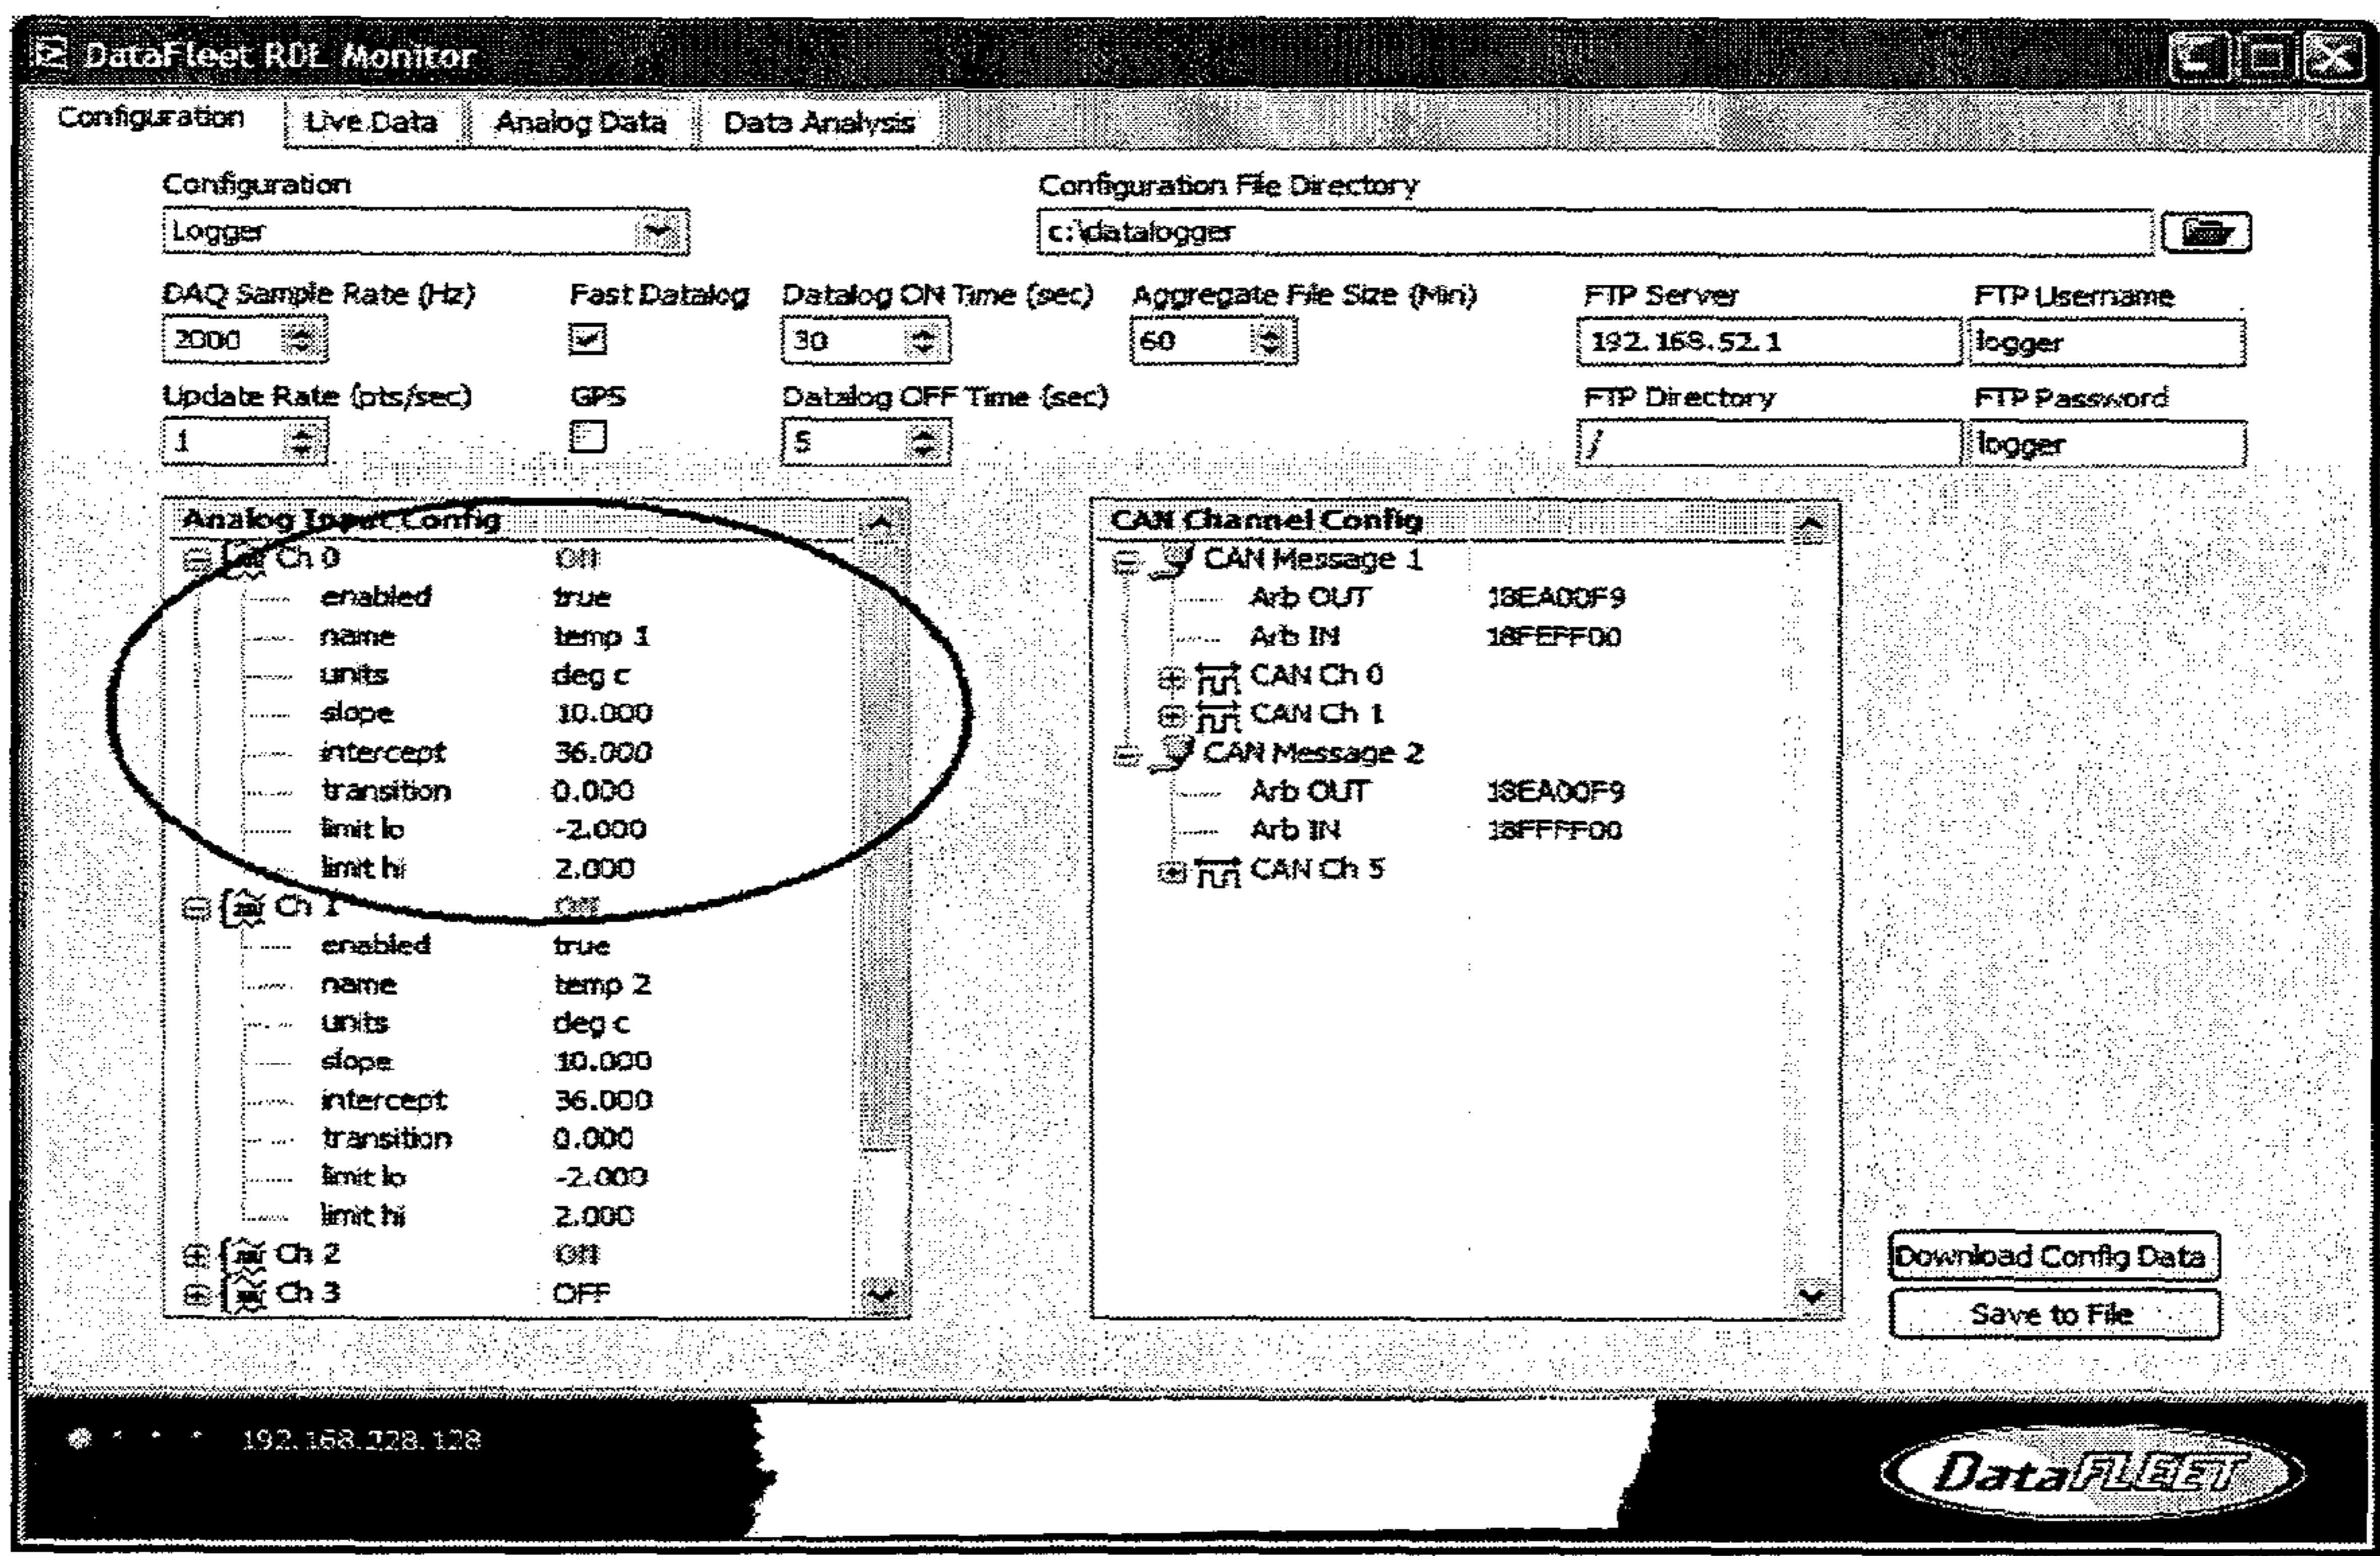 DataFleet RDL Monitor
Configuration Live Data Analog Data Data Analysis
Configuration Configuration File Directory
Logger c:\datalogger
DAQ Sample Rate (Hz) Fast Datalog Datalog ON Time (sec) Aggregate File Size (Min) FTP Server FTP Username
2000 30 60 192.168.52.1 logger
Update Rate (pts/sec) GPS Datalog OFF Time (sec) FTP Directory FTP Password
1 5 / logger
Analog Input Config CAN Channel Config
Ch 0 ON CAN Message 1
enabled true Arb OUT 18EA00F9
name temp 1 Arb IN 18FEFF00
units deg c CAN Ch 0
slope 10.000 CAN Ch 1
intercept 36.000 CAN Message 2
transition 0.000 Arb OUT 18EA00F9
limit lo -2.000 Arb IN 18FFFF00
limit hi 2.000 CAN Ch 5
Ch 1 ON
enabled true
name temp 2
units deg c
slope 10.000
intercept 36.000
transition 0.000
limit lo -2.000
limit hi 2.000
Ch 2 ON Download Config Data
Ch 3 OFF Save to File
192.168.228.128
DataFLEET